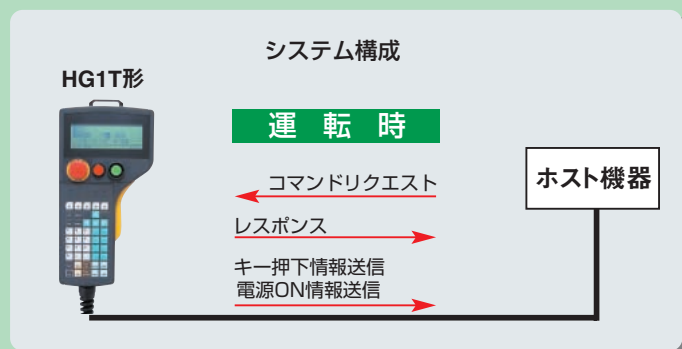 システム構成
HG1T形
運転時
コマンドリクエスト
ホスト機器
レスポンス
キー押下情報送信
電源ON情報送信